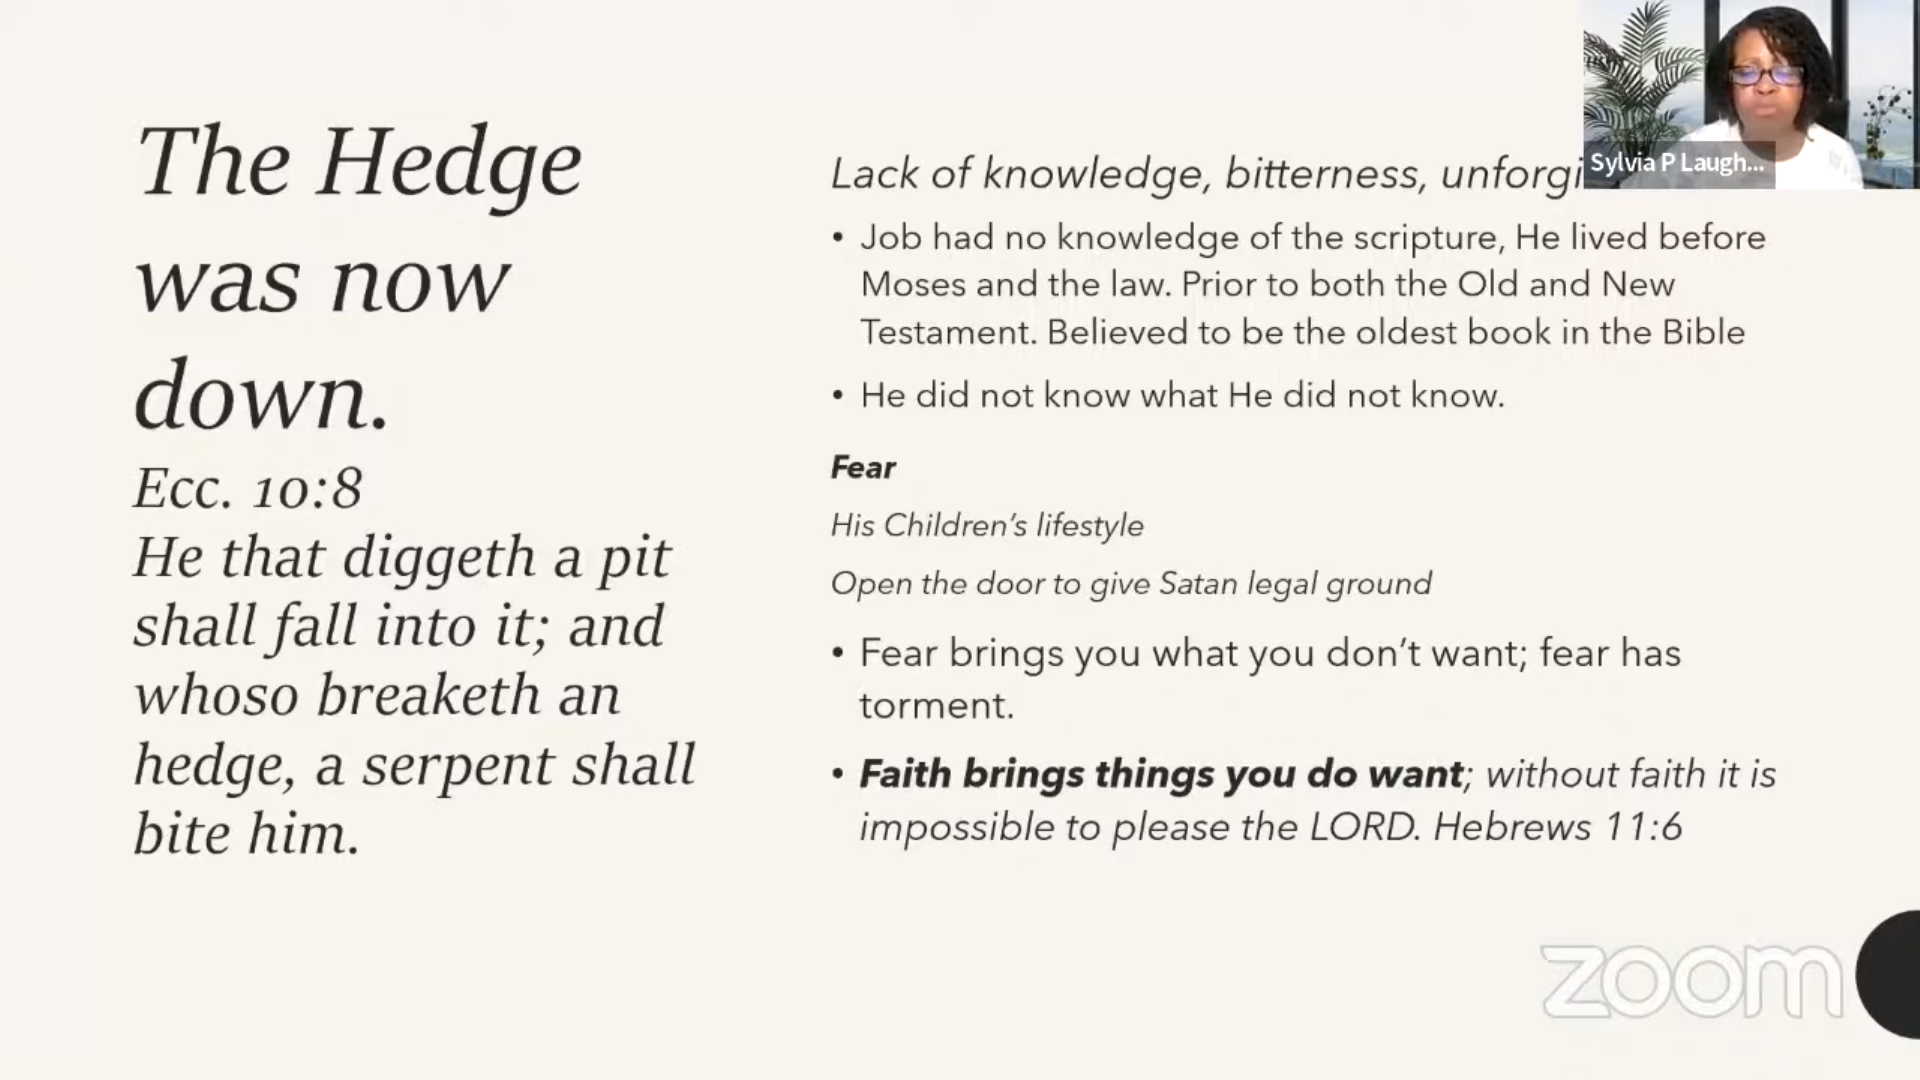 The Hedge
was now
down.
Ecc. 10:8
He that diggeth a pit
shall fall into it; and
whoso breaketh an
hedge, a serpent shall
bite him.
Lack of knowledge, bitterness, unforgi
• Job had no knowledge of the scripture, He lived before
Moses and the law. Prior to both the Old and New
Testament. Believed to be the oldest book in the Bible
• He did not know what He did not know.
Fear
His Children’s lifestyle
Open the door to give Satan legal ground
• Fear brings you what you don’t want; fear has
torment.
• Faith brings things you do want; without faith it is
impossible to please the LORD. Hebrews 11:6
Sylvia P Laugh...
zoom